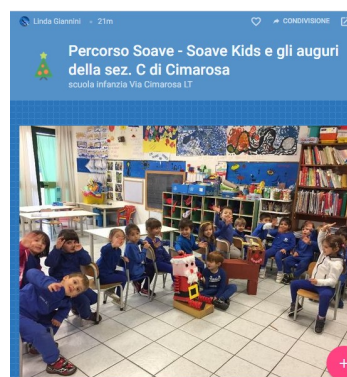 Linda Giannini • 21m
CONDIVISIONE
Percorso Soave - Soave Kids e gli auguri
della sez. C di Cimarosa
scuola infanzia Via Cimarosa LT